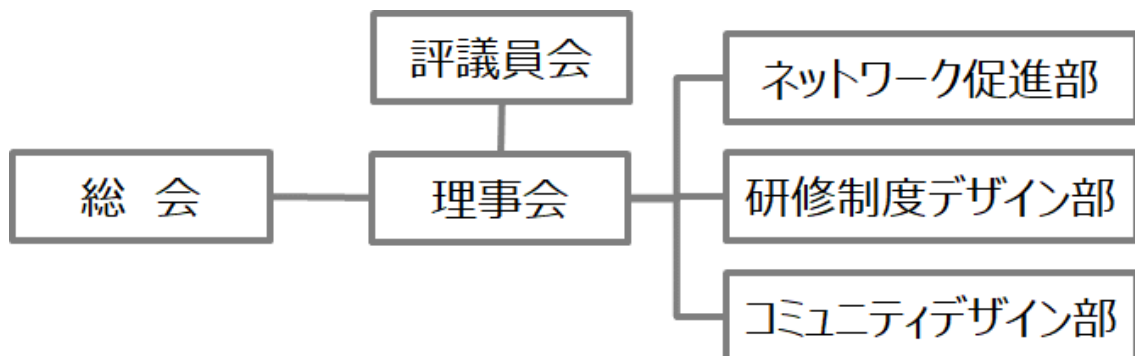 評議員会
ネットワーク促進部
総　会
理事会
研修制度デザイン部
コミュニティデザイン部